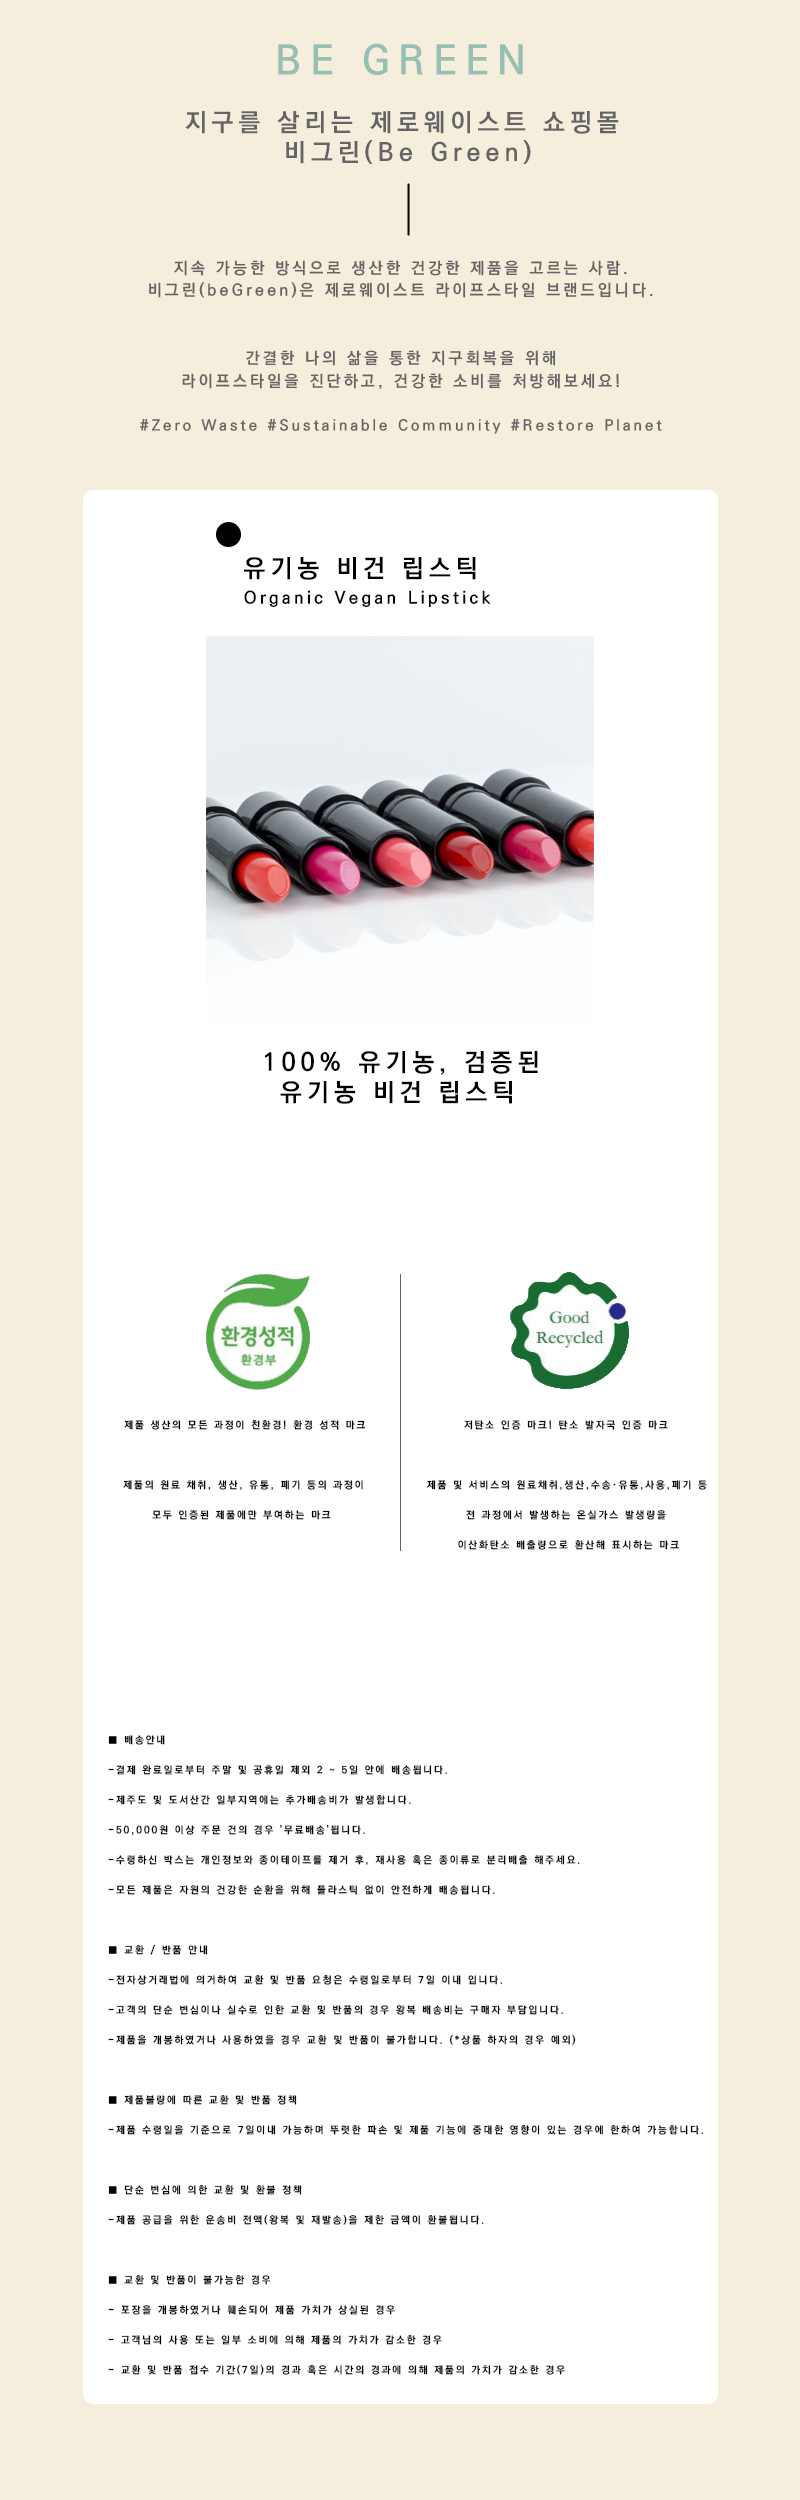 BE GREEN
지구를 살리는 제로웨이스트 쇼핑몰
비그린(Be Green)
지속 가능한 방식으로 생산한 건강한 제품을 고르는 사람.
비그린(beGreen)은 제로웨이스트 라이프스타일 브랜드입니다.
간결한 나의 삶을 통한 지구회복을 위해
라이프스타일을 진단하고, 건강한 소비를 처방해보세요!
#Zero Waste #Sustainable Community #Restore Planet
유기농 비건 립스틱
Organic Vegan Lipstick
100% 유기농, 검증된
유기농 비건 립스틱
환경성적
환경부
제품 생산의 모든 과정이 친환경! 환경 성적 마크
제품의 원료 채취, 생산, 유통, 폐기 등의 과정이
모두 인증된 제품에만 부여하는 마크
Good
Recycled
저탄소 인증 마크! 탄소 발자국 인증 마크
제품 및 서비스의 원료채취,생산,수송·유통,사용,폐기 등
전 과정에서 발생하는 온실가스 발생량을
이산화탄소 배출량으로 환산해 표시하는 마크
■ 배송안내
-결제 완료일로부터 주말 및 공휴일 제외 2 ~ 5일 안에 배송됩니다.
-제주도 및 도서산간 일부지역에는 추가배송비가 발생합니다.
-50,000원 이상 주문 건의 경우 '무료배송'됩니다.
-수령하신 박스는 개인정보와 종이테이프를 제거 후, 재사용 혹은 종이류로 분리배출 해주세요.
-모든 제품은 자원의 건강한 순환을 위해 플라스틱 없이 안전하게 배송됩니다.
■ 교환 / 반품 안내
-전자상거래법에 의거하여 교환 및 반품 요청은 수령일로부터 7일 이내 입니다.
-고객의 단순 변심이나 실수로 인한 교환 및 반품의 경우 왕복 배송비는 구매자 부담입니다.
-제품을 개봉하였거나 사용하였을 경우 교환 및 반품이 불가합니다. (*상품 하자의 경우 예외)
■ 제품불량에 따른 교환 및 반품 정책
-제품 수령일을 기준으로 7일이내 가능하며 뚜렷한 파손 및 제품 기능에 중대한 영향이 있는 경우에 한하여 가능합니다.
■ 단순 변심에 의한 교환 및 환불 정책
-제품 공급을 위한 운송비 전액(왕복 및 재발송)을 제한 금액이 환불됩니다.
■ 교환 및 반품이 불가능한 경우
- 포장을 개봉하였거나 훼손되어 제품 가치가 상실된 경우
- 고객님의 사용 또는 일부 소비에 의해 제품의 가치가 감소한 경우
- 교환 및 반품 접수 기간(7일)의 경과 혹은 시간의 경과에 의해 제품의 가치가 감소한 경우